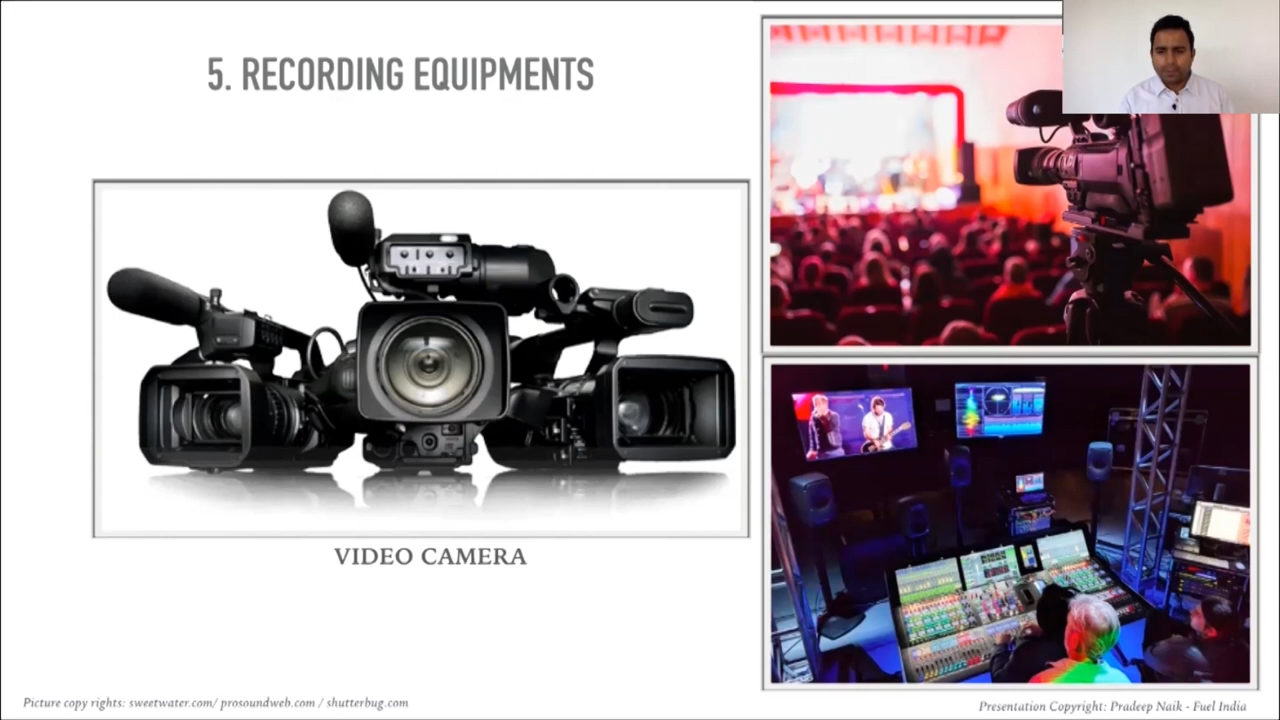 5. RECORDING EQUIPMENTS
VIDEO CAMERA
Picture copy rights: sweetwater.com/ prosoundweb.com / shutterbug.com
Presentation Copyright: Pradeep Naik - Fuel India